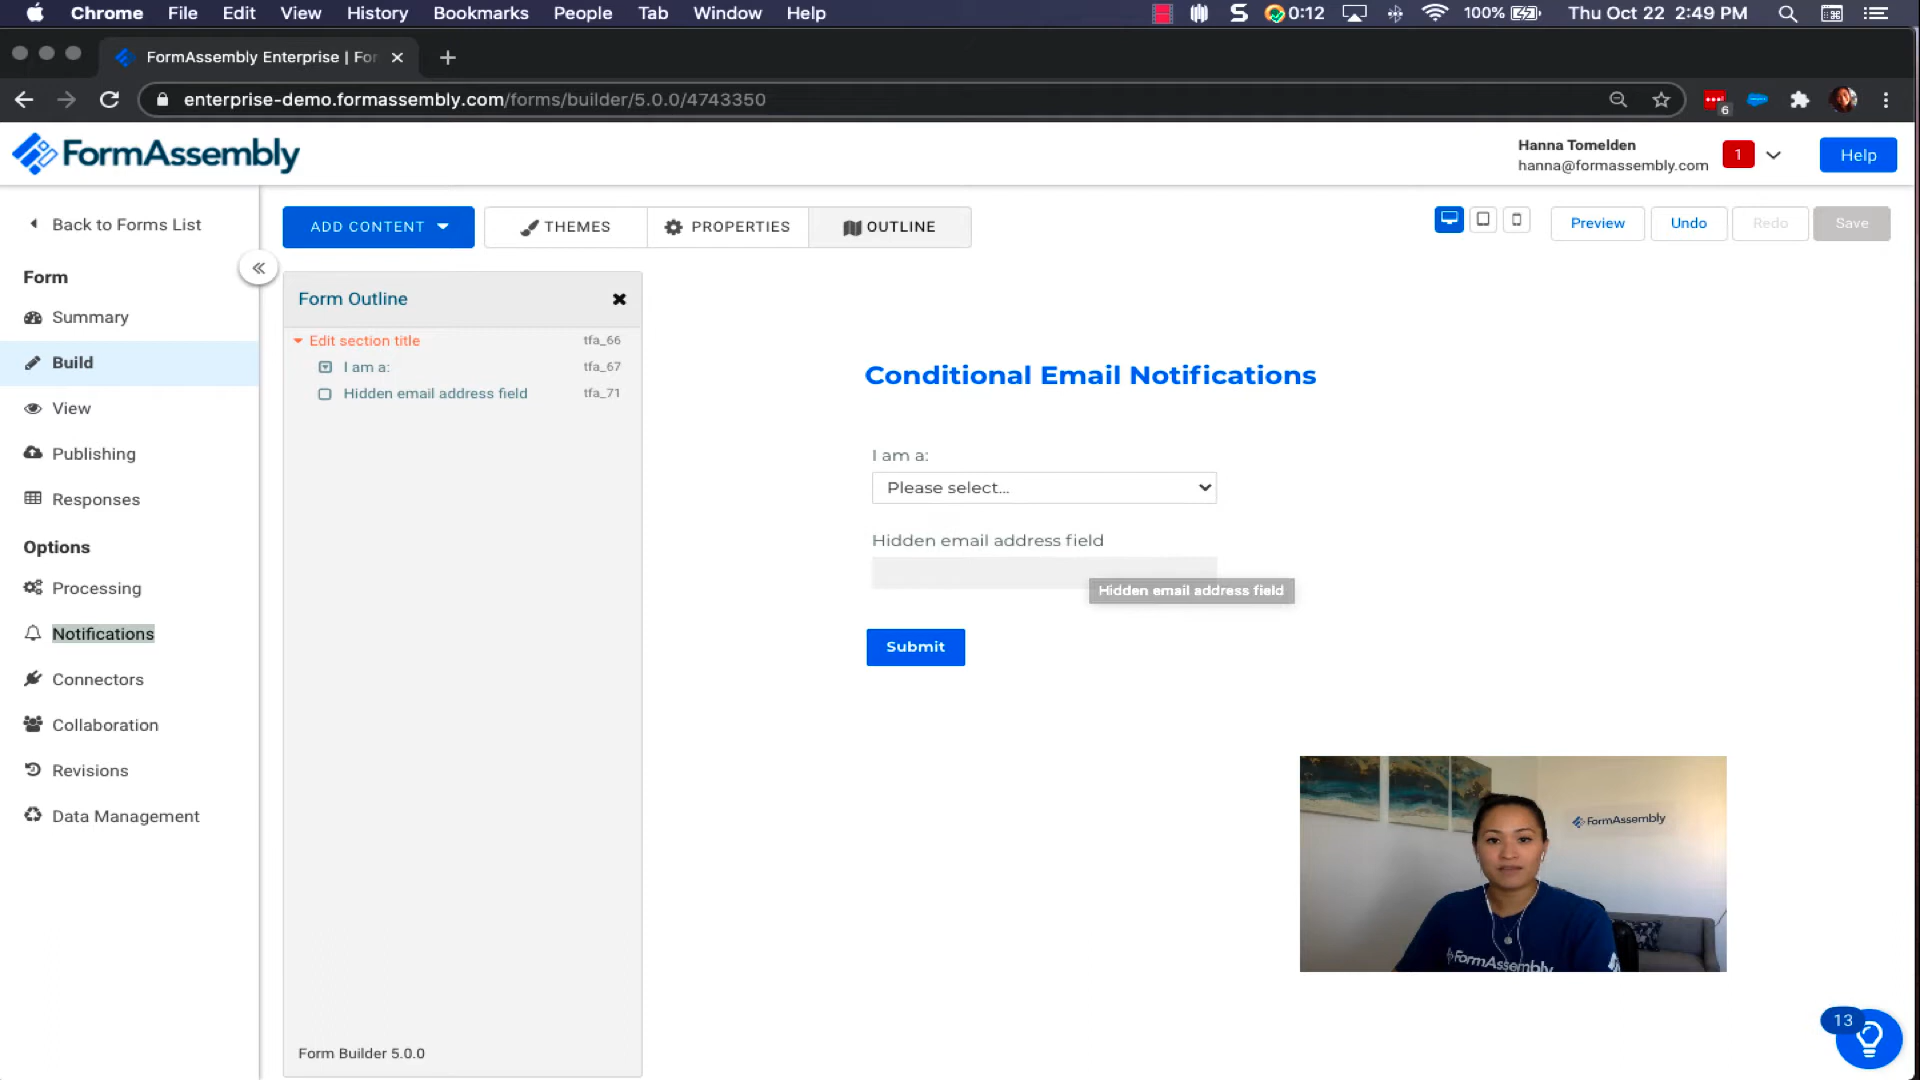 Chrome File Edit View History Bookmarks People Tab Window Help 0:12 100% Thu Oct 22 2:49 PM
FormAssembly Enterprise | For
enterprise-demo.formassembly.com/forms/builder/5.0.0/4743350
6
FormAssembly
Hanna Tomelden
hanna@formassembly.com
1
Help
Back to Forms List
ADD CONTENT
THEMES
PROPERTIES
OUTLINE
Preview
Undo
Redo
Save
Form
Summary
Build
View
Publishing
Responses
Options
Processing
Notifications
Connectors
Collaboration
Revisions
Data Management
Form Outline
Edit section title tfa_66
I am a: tfa_67
Hidden email address field tfa_71
Form Builder 5.0.0
Conditional Email Notifications
I am a:
Please select...
Hidden email address field
Hidden email address field
Submit
FormAssembly
FormAssembly
13